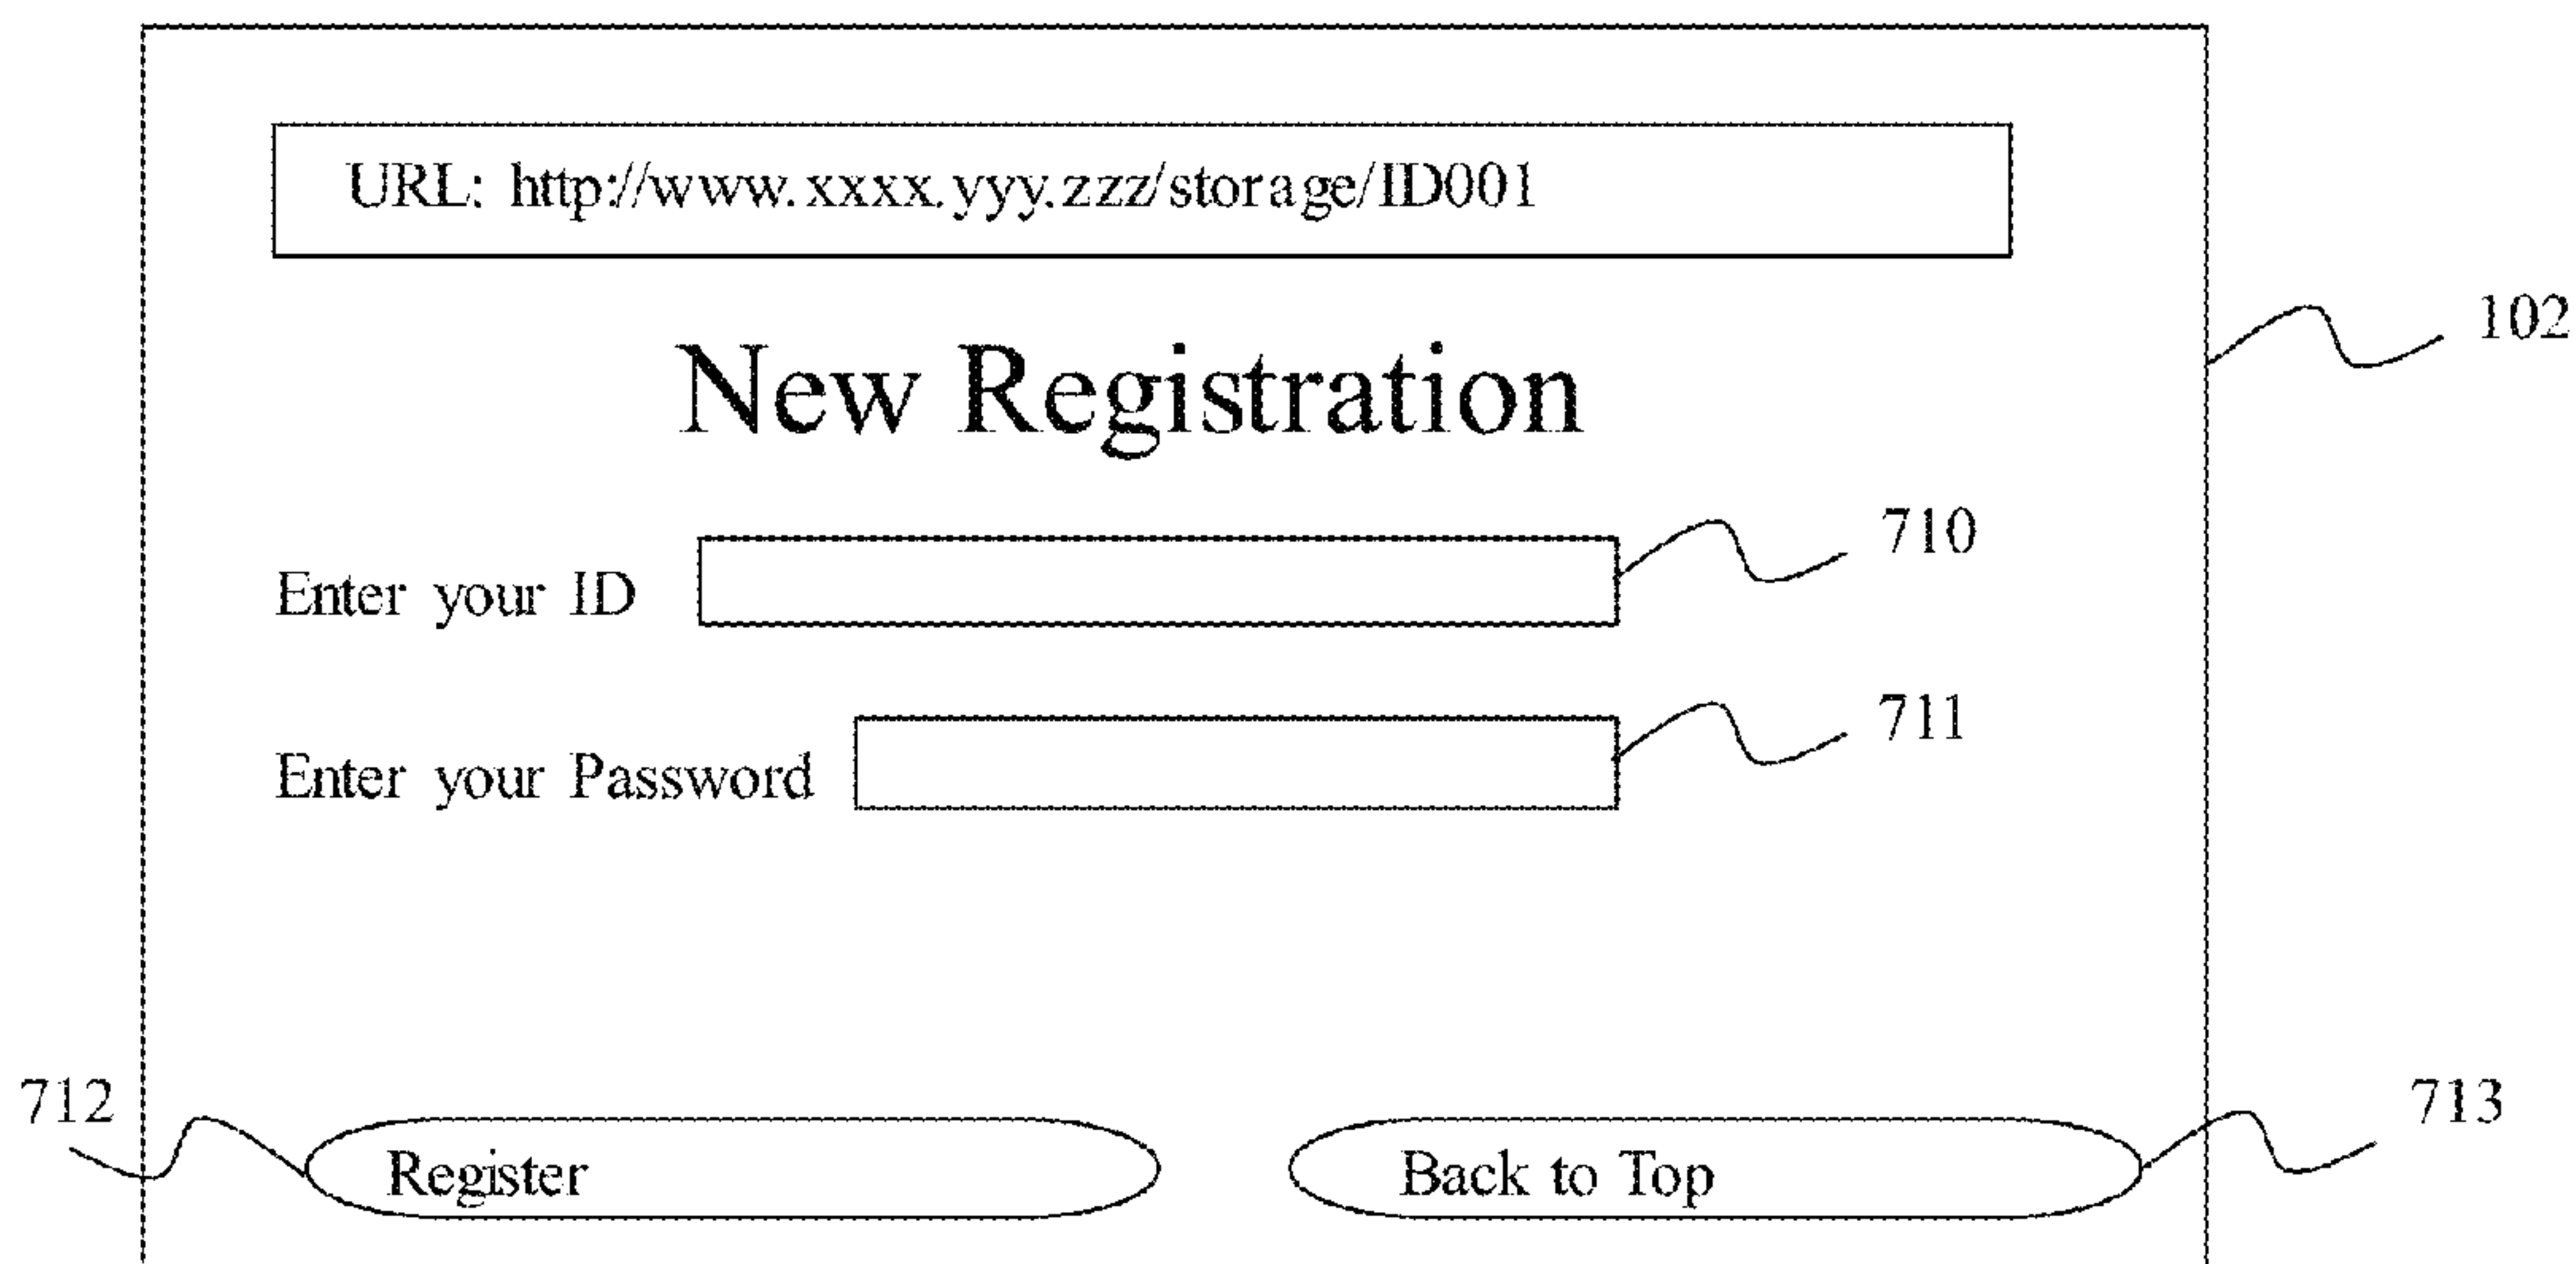 URL: http://www.xxxx.yyy.zzz/storage/ID001
102
New Registration
710
Enter your ID
711
Enter your Password
712
713
Register
Back to Top